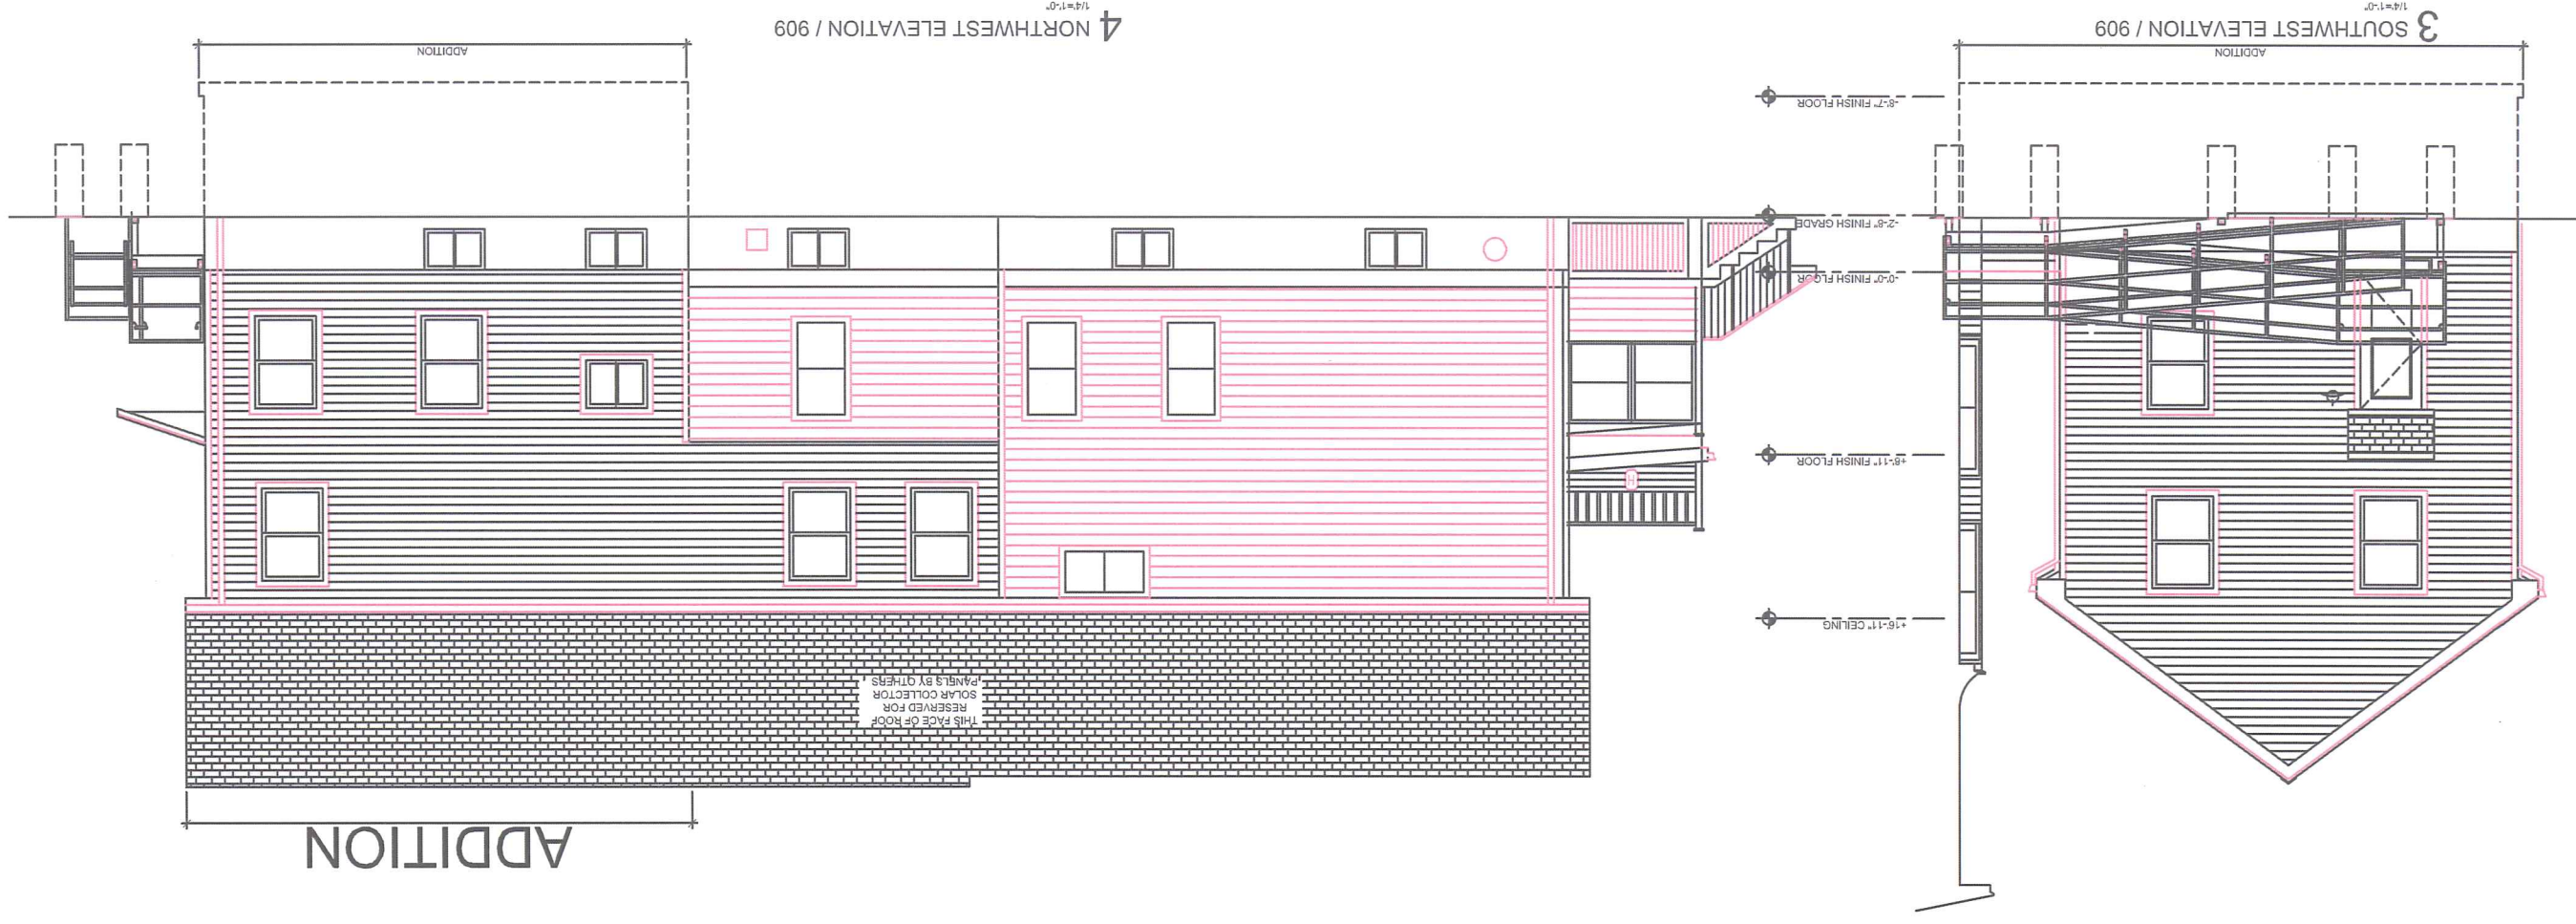 ADDITION
THIS FACE OF ROOF
RESERVED FOR
SOLAR COLLECTOR
PANELS BY OTHERS
+16'-11" CEILING
+8'-11" FINISH FLOOR
-0'-0" FINISH FLOOR
-2'-8" FINISH GRADE
-8'-7" FINISH FLOOR
ADDITION
3 SOUTHWEST ELEVATION / 909
1/4"=1'-0"
ADDITION
4 NORTHWEST ELEVATION / 909
1/4"=1'-0"